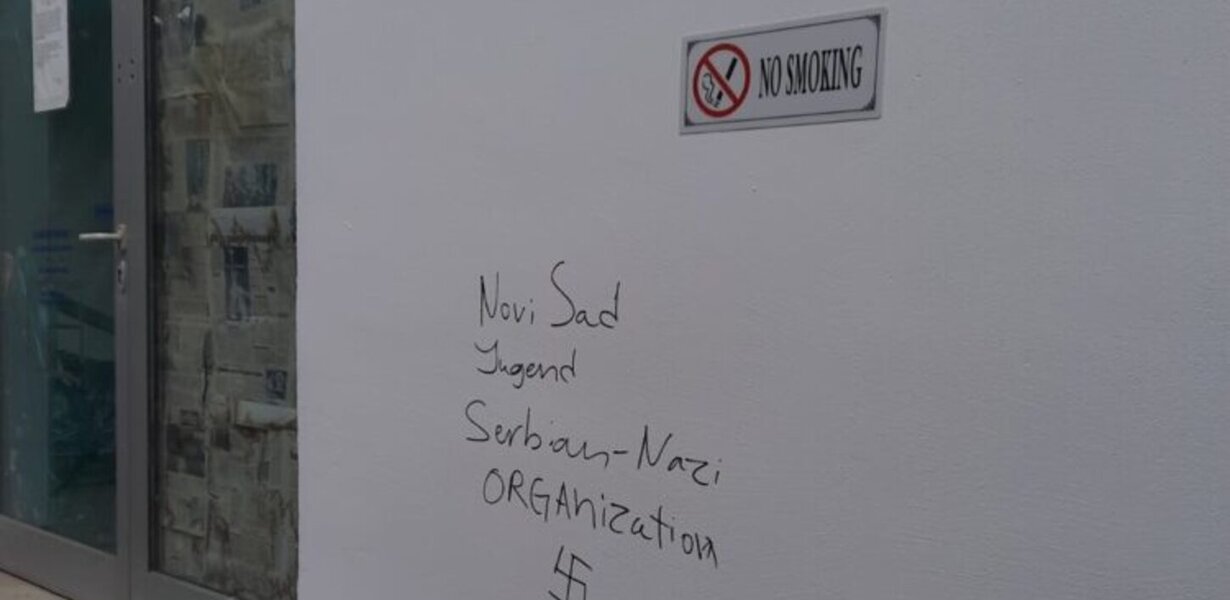 NO SMOKING
Novi Sad
Jugend
Serbian-Nazi
ORGAnization